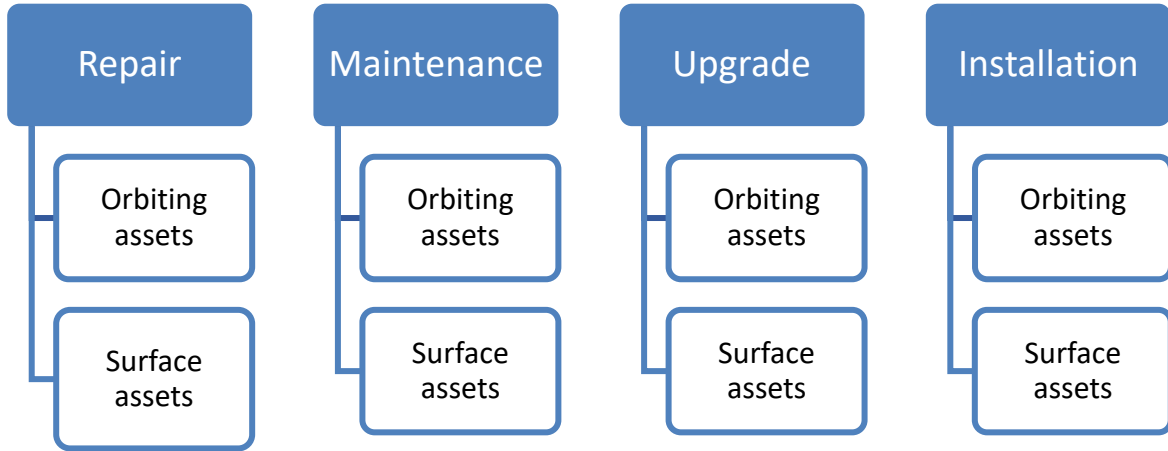 Repair
Orbiting
assets
Surface
assets
Maintenance
Orbiting
assets
Surface
assets
Upgrade
Orbiting
assets
Surface
assets
Installation
Orbiting
assets
Surface
assets